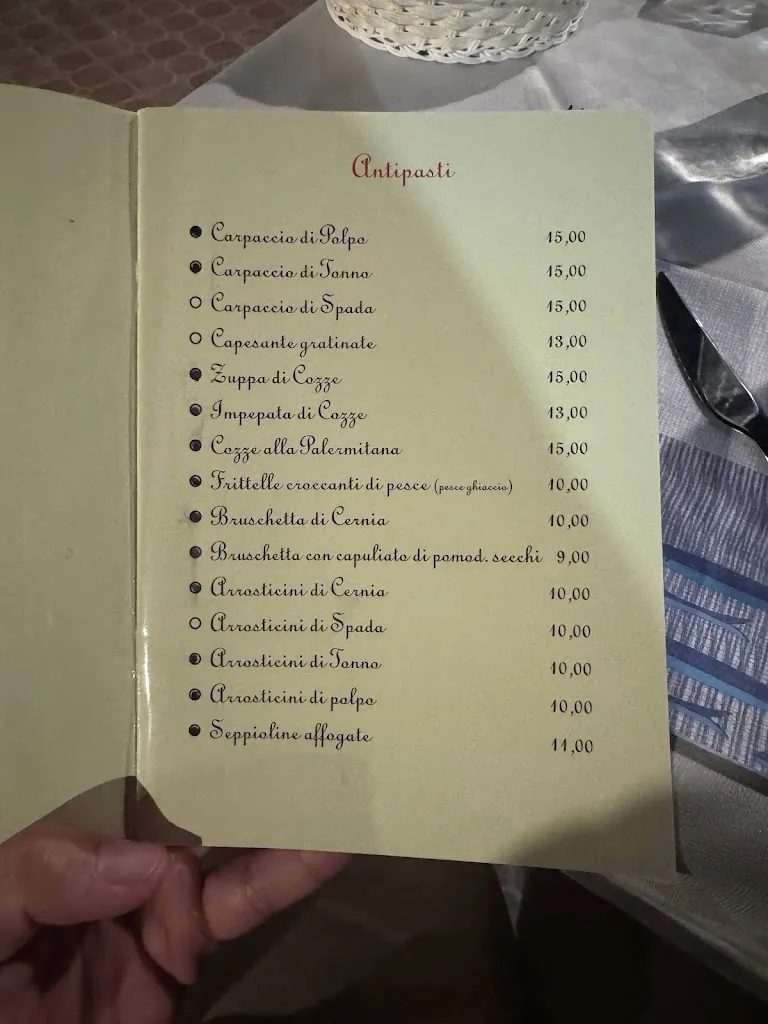 Antipasti
Carpaccio di Polpo 15,00
Carpaccio di Tonno 15,00
Carpaccio di Spada 15,00
Capesante gratinate 13,00
Zuppa di Cozze 15,00
Impepata di Cozze 13,00
Cozze alla Palermitana 15,00
Frittelle croccanti di pesce (pesce ghiaccio) 10,00
Bruschetta di Cernia 10,00
Bruschetta con capuliato di pomod. secchi 9,00
Arrosticini di Cernia 10,00
Arrosticini di Spada 10,00
Arrosticini di Tonno 10,00
Arrosticini di polpo 10,00
Seppioline affogate 11,00